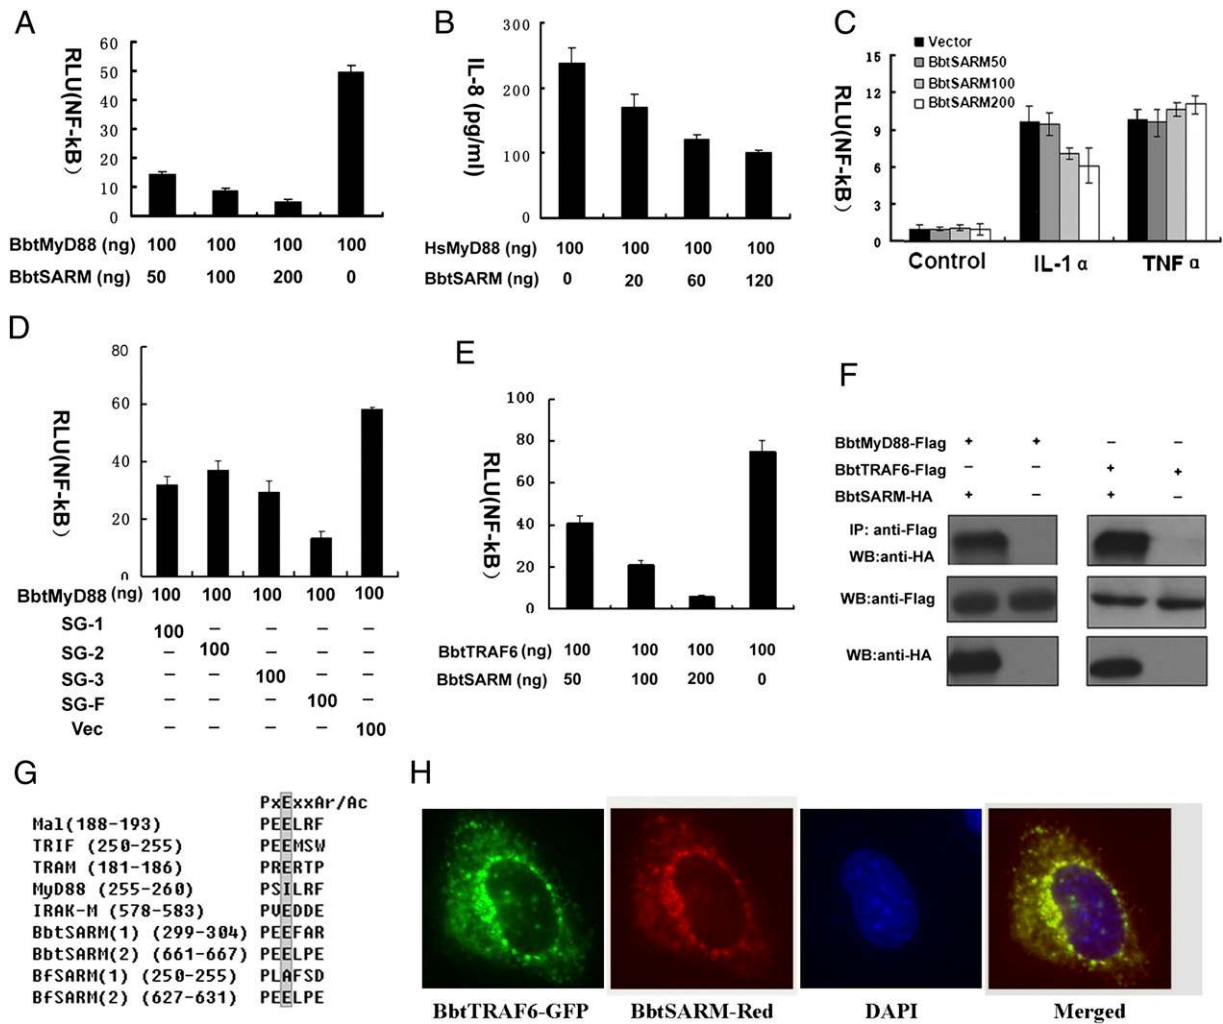 A
RLU(NF-kB)
60
50
40
30
20
10
0
BbtMyD88 (ng) 100 100 100 100
BbtSARM (ng) 50 100 200 0
B
IL-8 (pg/ml)
300
200
100
0
HsMyD88 (ng) 100 100 100 100
BbtSARM (ng) 0 20 60 120
C
RLU(NF-kB)
15
12
9
6
3
0
Vector
BbtSARM50
BbtSARM100
BbtSARM200
Control IL-1 α TNF α
D
RLU(NF-kB)
80
60
40
20
0
BbtMyD88 (ng) 100 100 100 100 100
SG-1 100 – – – –
SG-2 – 100 – – –
SG-3 – – 100 – –
SG-F – – – 100 –
Vec – – – – 100
E
RLU(NF-kB)
100
80
60
40
20
0
BbtTRAF6 (ng) 100 100 100 100
BbtSARM (ng) 50 100 200 0
F
BbtMyD88-Flag + + – –
BbtTRAF6-Flag – – + +
BbtSARM-HA + – + –
IP: anti-Flag
WB:anti-HA
WB:anti-Flag
WB:anti-HA
G
PxExxAr/Ac
Mal(188-193) PEELRF
TRIF (250-255) PEEMSW
TRAM (181-186) PRERTP
MyD88 (255-260) PSILRF
IRAK-M (578-583) PVEDDE
BbtSARM(1) (299-304) PEEFAR
BbtSARM(2) (661-667) PEELPE
BfSARM(1) (250-255) PLAFSD
BfSARM(2) (627-631) PEELPE
H
BbtTRAF6-GFP BbtSARM-Red DAPI Merged